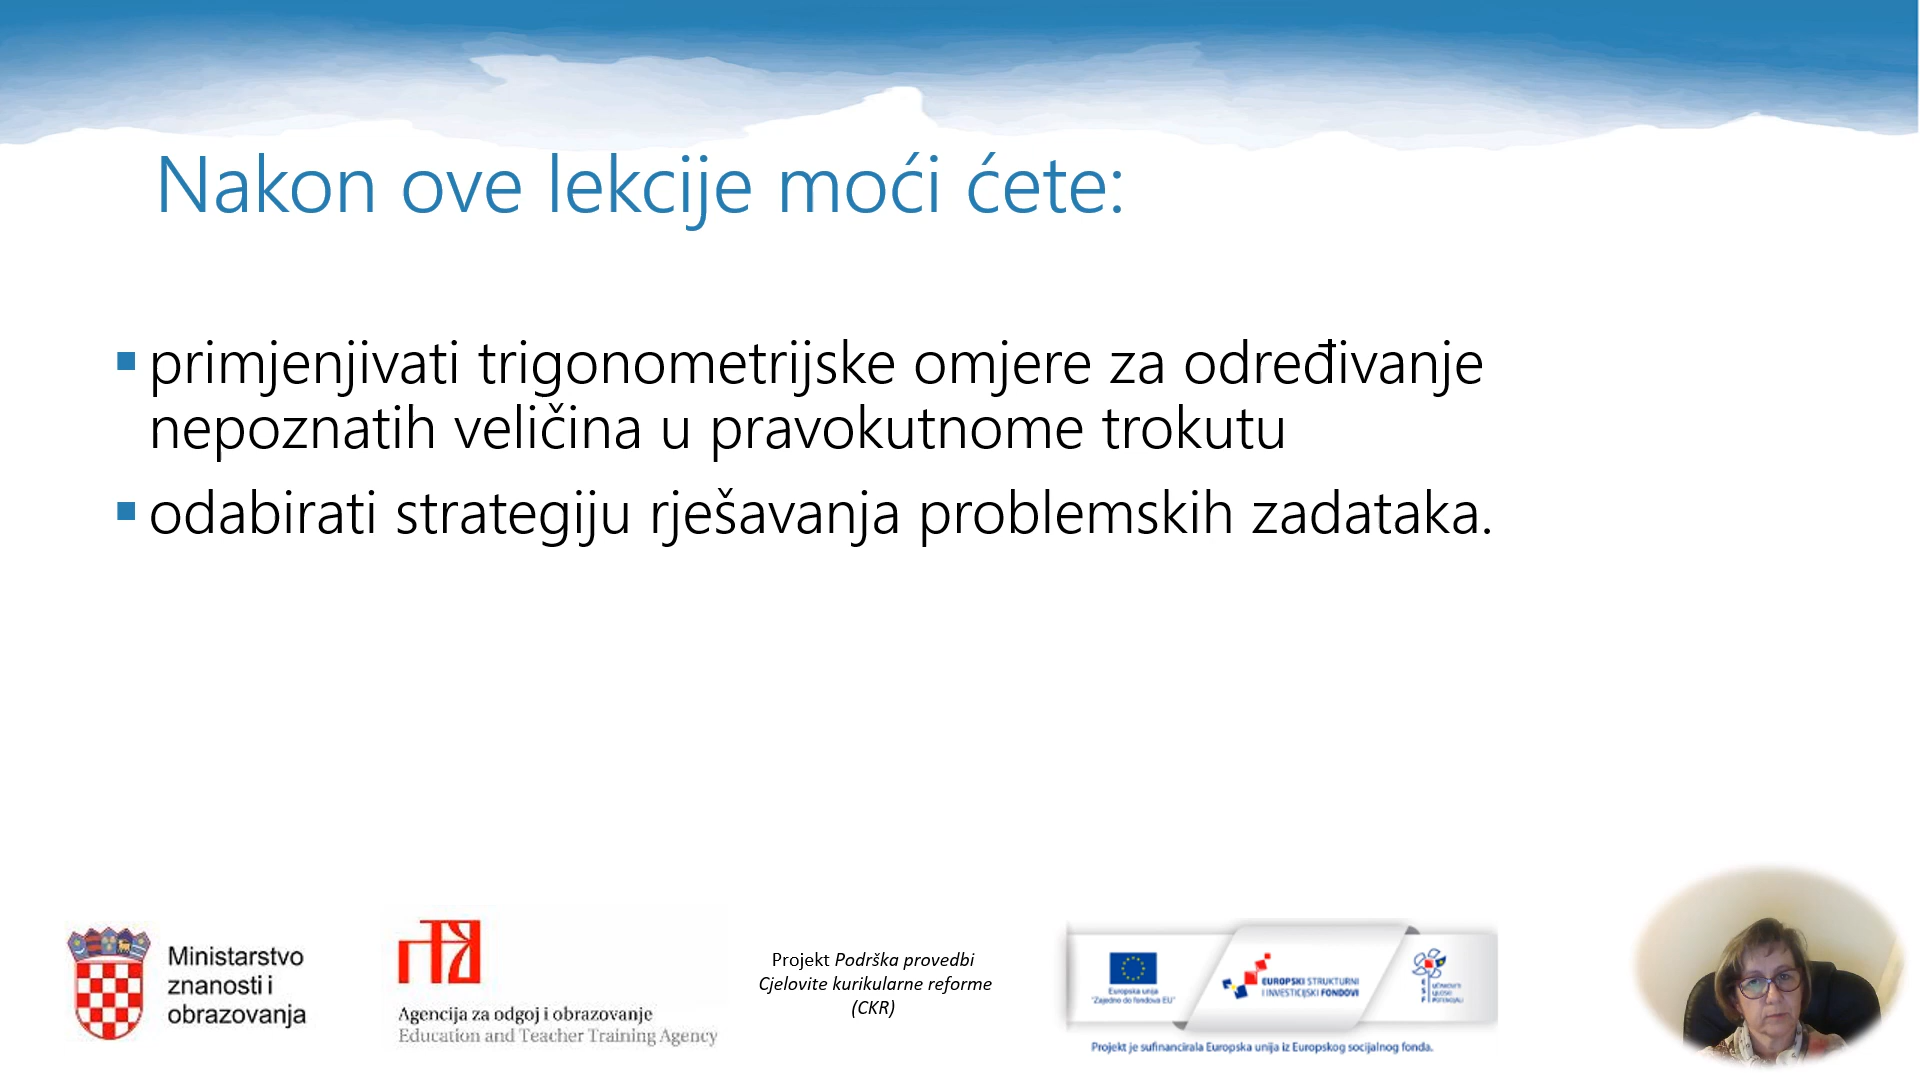 Nakon ove lekcije moći ćete:
primjenjivati trigonometrijske omjere za određivanje
nepoznatih veličina u pravokutnome trokutu
odabirati strategiju rješavanja problemskih zadataka.
Ministarstvo
znanosti i
obrazovanja
Agencija za odgoj i obrazovanje
Education and Teacher Training Agency
Projekt Podrška provedbi
Cjelovite kurikularne reforme
(CKR)
Europska unija
"Zajedno do fondova EU"
EUROPSKI STRUKTURNI
I INVESTICIJSKI FONDOVI
Projekt je sufinancirala Europska unija iz Europskog socijalnog fonda.